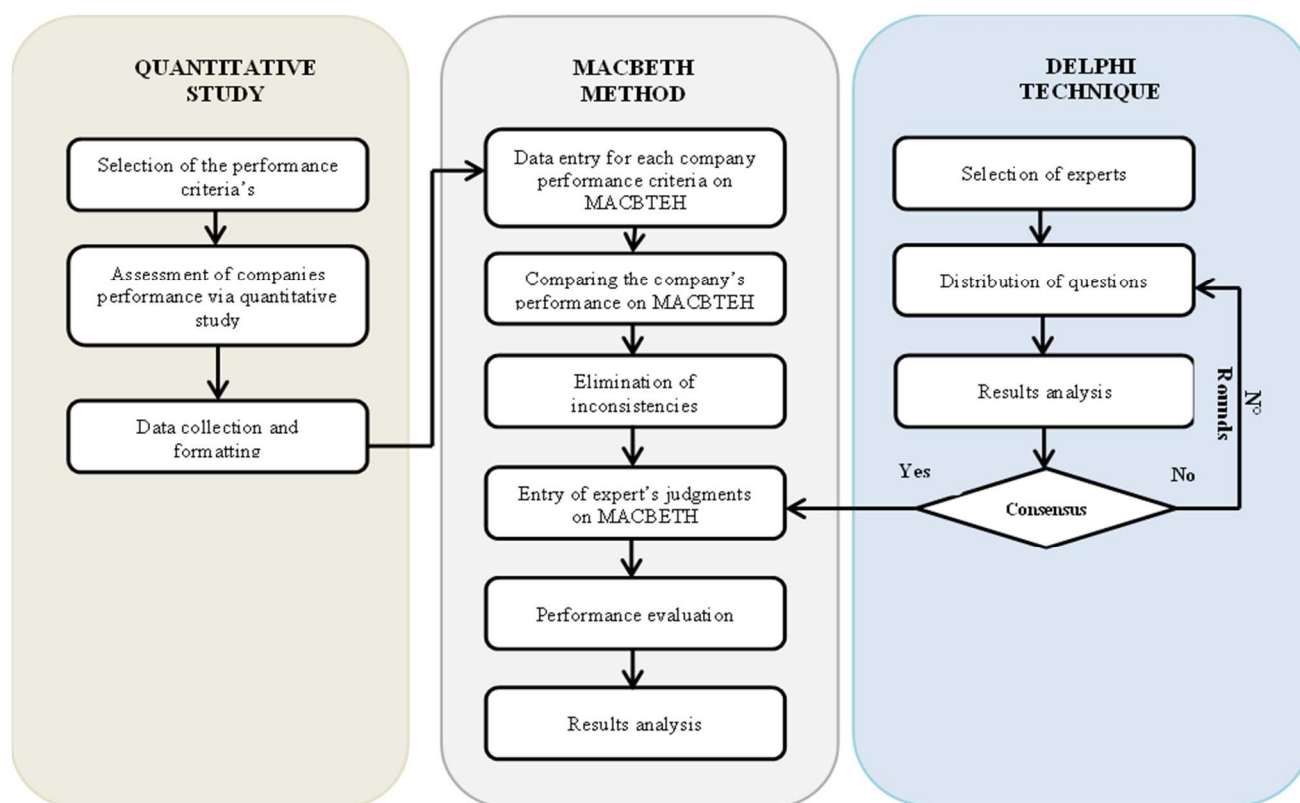 QUANTITATIVE
STUDY
Selection of the performance
criteria's
Assessment of companies
performance via quantitative
study
Data collection and
formatting
MACBETH
METHOD
Data entry for each company
performance criteria on
MACBTEH
Comparing the company's
performance on MACBTEH
Elimination of
inconsistencies
Entry of expert's judgments
on MACBETH
Performance evaluation
Results analysis
DELPHI
TECHNIQUE
Selection of experts
Distribution of questions
Results analysis
Yes
Consensus
No
N°
Rounds